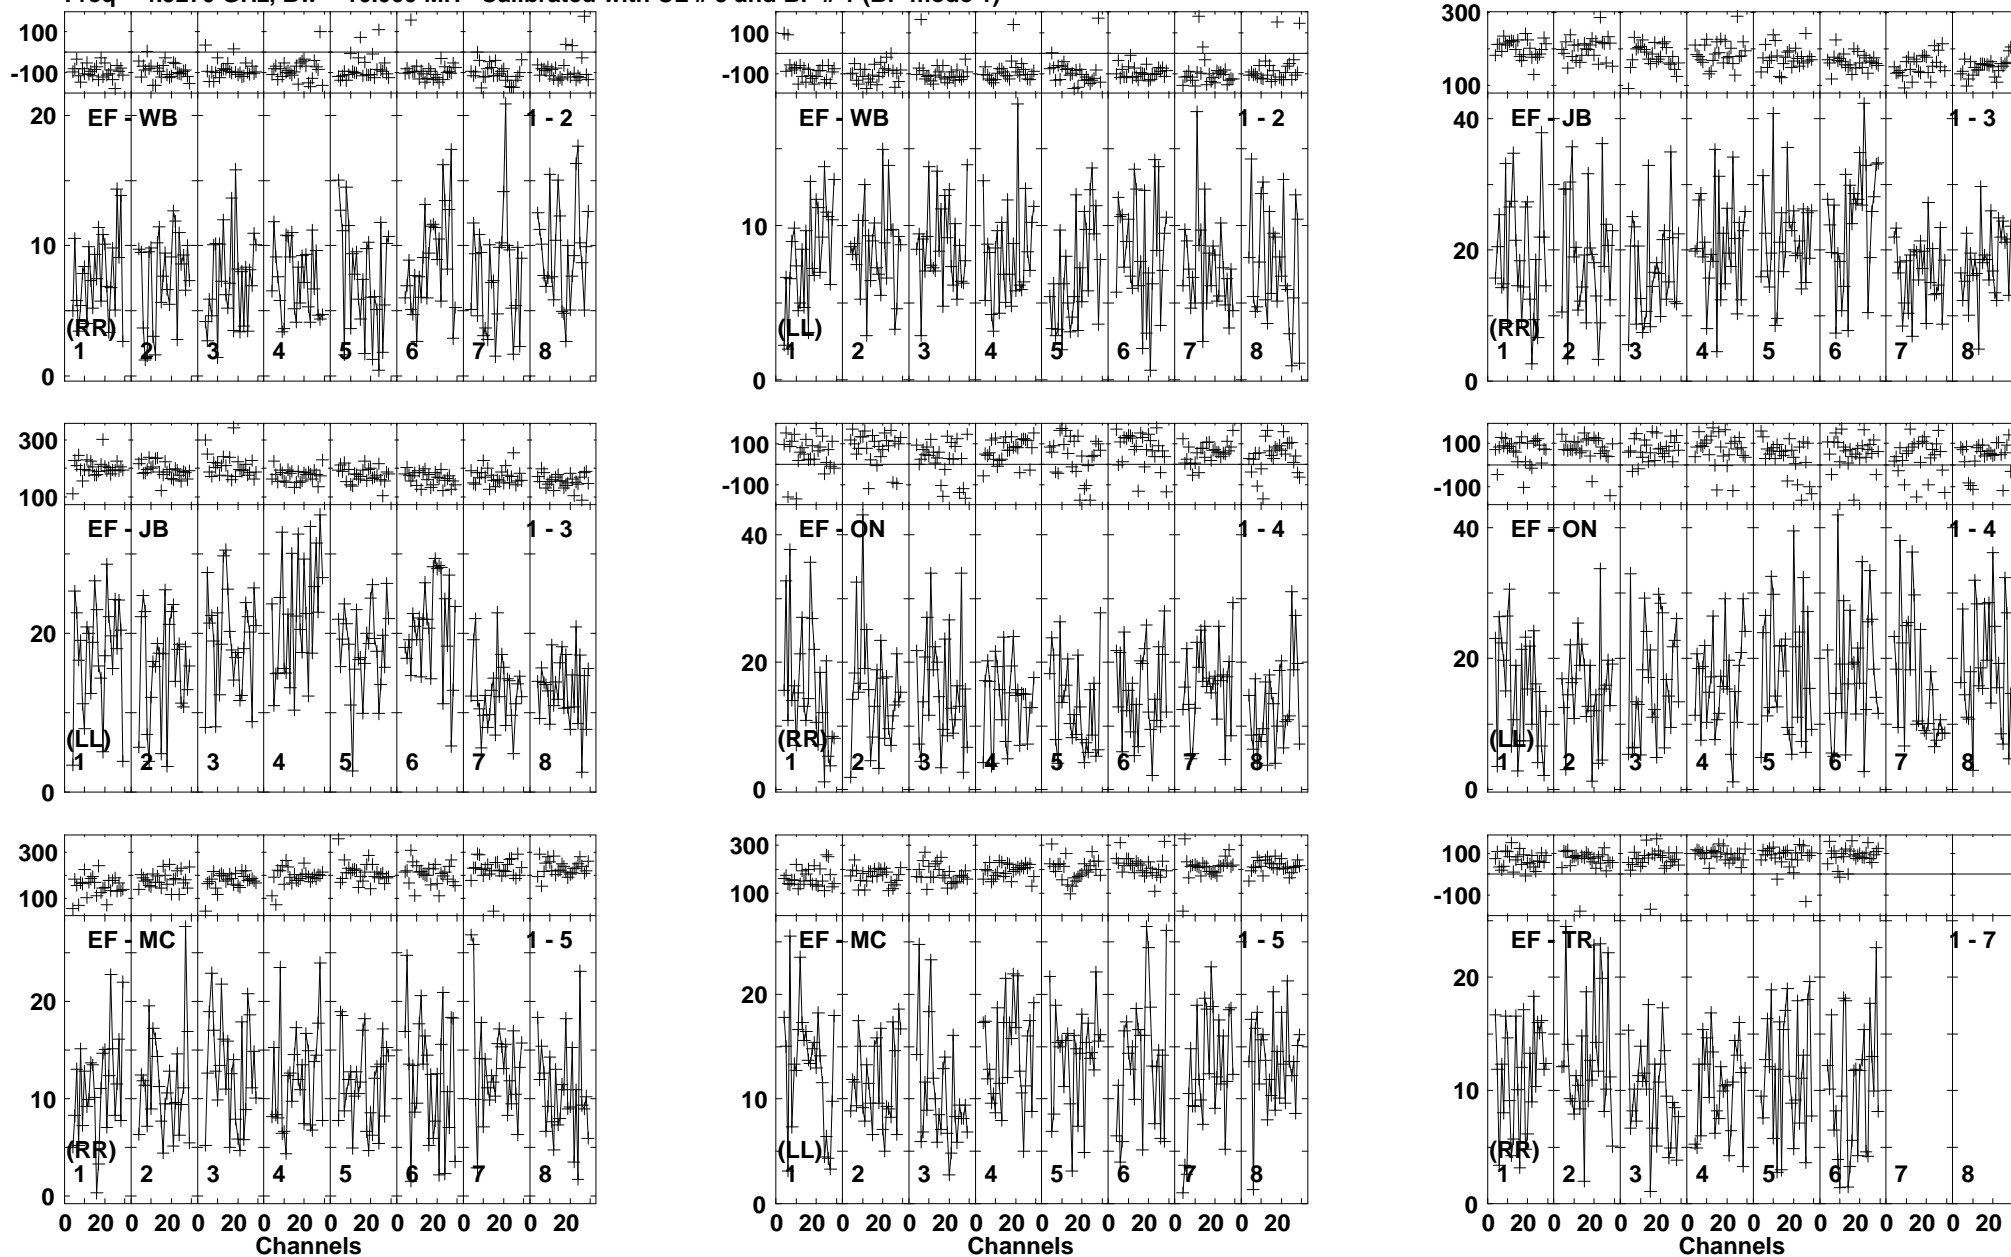 100 100 300
-100 -100 100
EF - WB 1 - 2 EF - WB 1 - 2 EF - JB 1 - 3
20 10 0 10 0 40 20 0
(RR) (LL) (RR)
1 2 3 4 5 6 7 8 1 2 3 4 5 6 7 8 1 2 3 4 5 6 7 8
300 100 100
100 -100 -100
EF - JB 1 - 3 EF - ON 1 - 4 EF - ON 1 - 4
20 0 40 20 0 40 20 0
(LL) (RR) (LL)
1 2 3 4 5 6 7 8 1 2 3 4 5 6 7 8 1 2 3 4 5 6 7 8
300 300 100
100 100 -100
EF - MC 1 - 5 EF - MC 1 - 5 EF - TR 1 - 7
20 10 0 20 10 0 20 10 0
(RR) (LL) (RR)
1 2 3 4 5 6 7 8 1 2 3 4 5 6 7 8 1 2 3 4 5 6 7 8
0 20 0 20 0 20 0 20 0 20 0 20 0 20 0 20 0 20 0 20 0 20 0 20 0 20 0 20 0 20 0 20 0 20 0 20 0 20 0 20 0 20 0 20 0 20 0 20
Channels Channels Channels